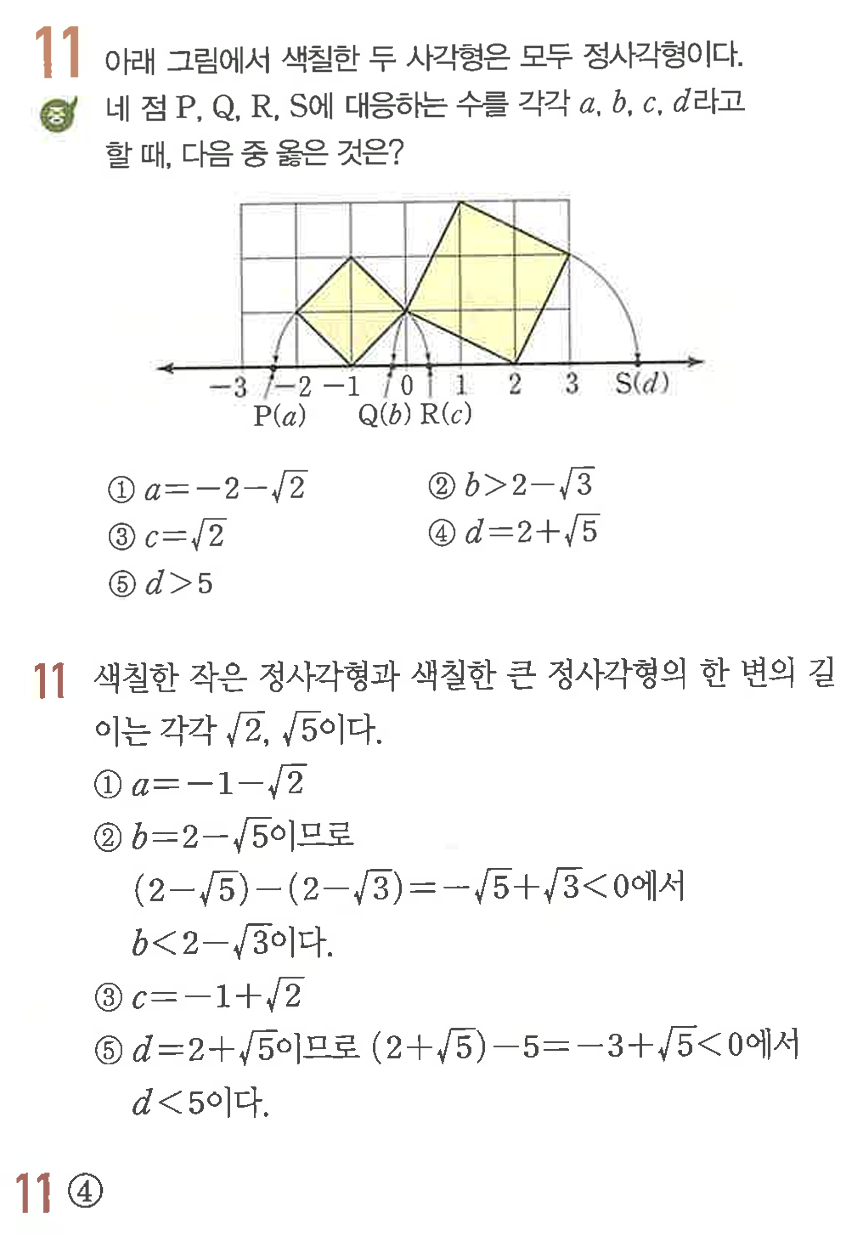 11 아래 그림에서 색칠한 두 사각형은 모두 정사각형이다.
중 네 점 P, Q, R, S에 대응하는 수를 각각 a, b, c, d라고
할 때, 다음 중 옳은 것은?
-3 -2 -1 0 1 2 3 S(d)
P(a) Q(b) R(c)
① a=-2-√2 ② b>2-√3
③ c=√2 ④ d=2+√5
⑤ d>5
11 색칠한 작은 정사각형과 색칠한 큰 정사각형의 한 변의 길
이는 각각 √2, √5이다.
① a=-1-√2
② b=2-√5이므로
(2-√5)-(2-√3)=-√5+√3<0에서
b<2-√3이다.
③ c=-1+√2
⑤ d=2+√5이므로 (2+√5)-5=-3+√5<0에서
d<5이다.
11 ④